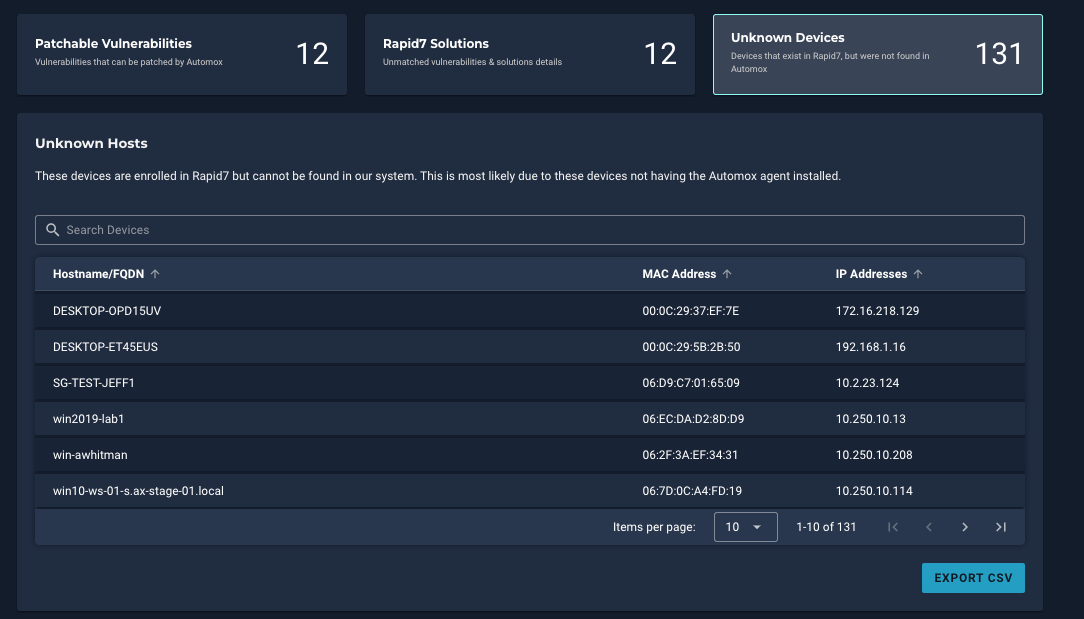 Patchable Vulnerabilities
Vulnerabilities that can be patched by Automox
12
Rapid7 Solutions
Unmatched vulnerabilities & solutions details
12
Unknown Devices
Devices that exist in Rapid7, but were not found in
Automox
131
Unknown Hosts
These devices are enrolled in Rapid7 but cannot be found in our system. This is most likely due to these devices not having the Automox agent installed.
Search Devices
Hostname/FQDN MAC Address IP Addresses
DESKTOP-OPD15UV 00:0C:29:37:EF:7E 172.16.218.129
DESKTOP-ET45EUS 00:0C:29:5B:2B:50 192.168.1.16
SG-TEST-JEFF1 06:D9:C7:01:65:09 10.2.23.124
win2019-lab1 06:EC:DA:D2:8D:D9 10.250.10.13
win-awhitman 06:2F:3A:EF:34:31 10.250.10.208
win10-ws-01-s.ax-stage-01.local 06:7D:0C:A4:FD:19 10.250.10.114
Items per page: 10 1-10 of 131
EXPORT CSV